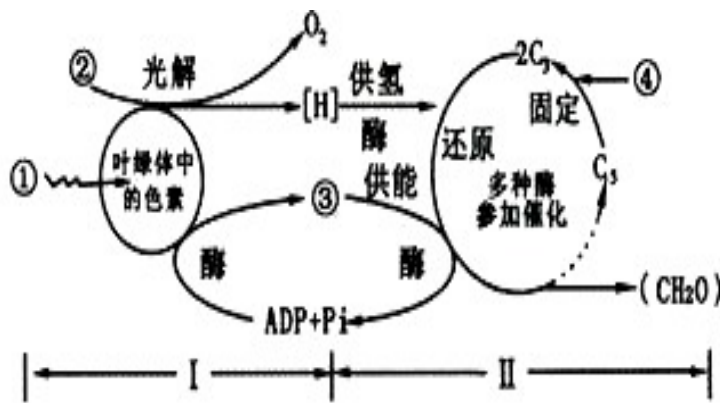 O₂
②
光解
[H]
供氢
酶
供能
2C₃
④
固定
还原
叶绿体中
的色素
①
③
多种酶
参加催化
C₅
酶
酶
(CH₂O)
ADP+Pi
I
II